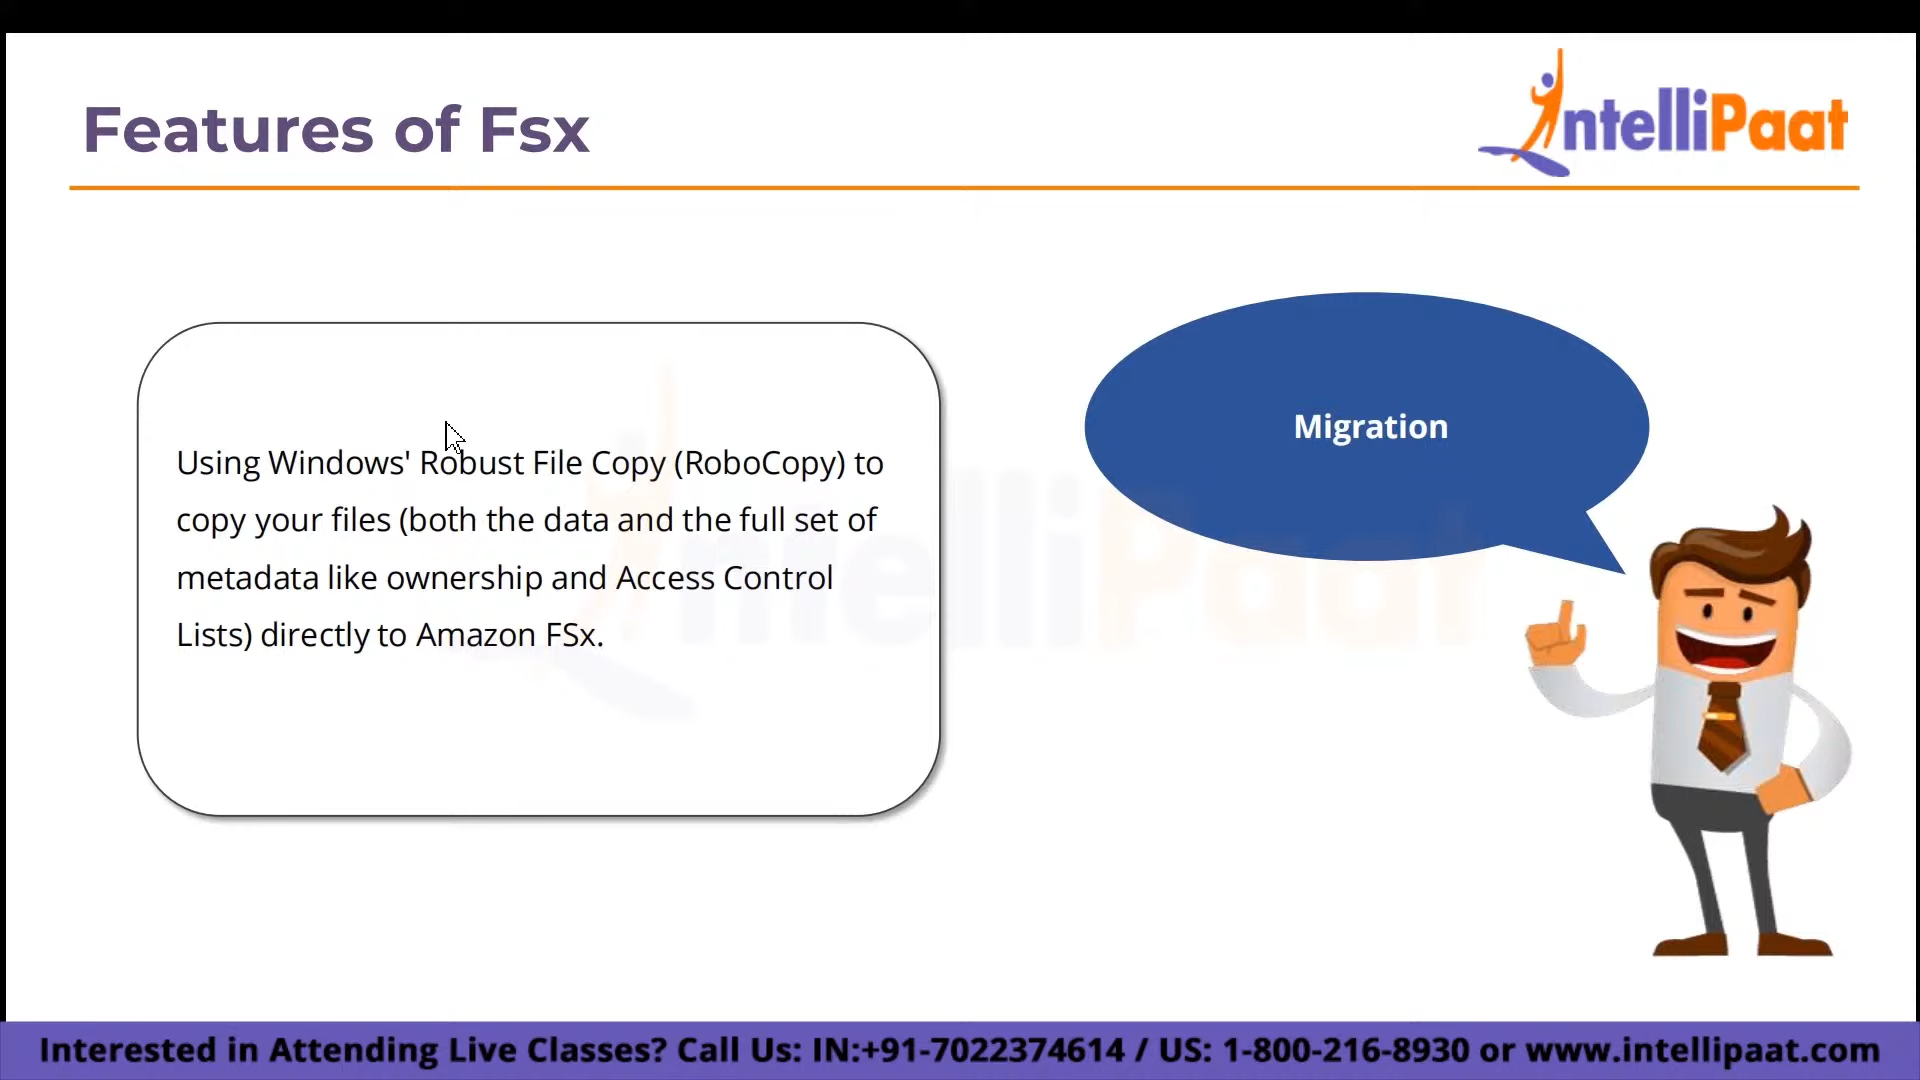 Features of Fsx
IntelliPaat
Migration
Using Windows' Robust File Copy (RoboCopy) to
copy your files (both the data and the full set of
metadata like ownership and Access Control
Lists) directly to Amazon FSx.
IntelliPaat
Interested in Attending Live Classes? Call Us: IN:+91-7022374614 / US: 1-800-216-8930 or www.intellipaat.com